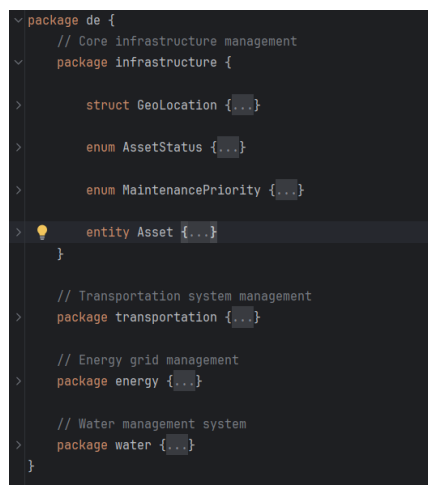 package de {
// Core infrastructure management
package infrastructure {
struct GeoLocation {...}
enum AssetStatus {...}
enum MaintenancePriority {...}
entity Asset {...}
}
// Transportation system management
package transportation {...}
// Energy grid management
package energy {...}
// Water management system
package water {...}
}